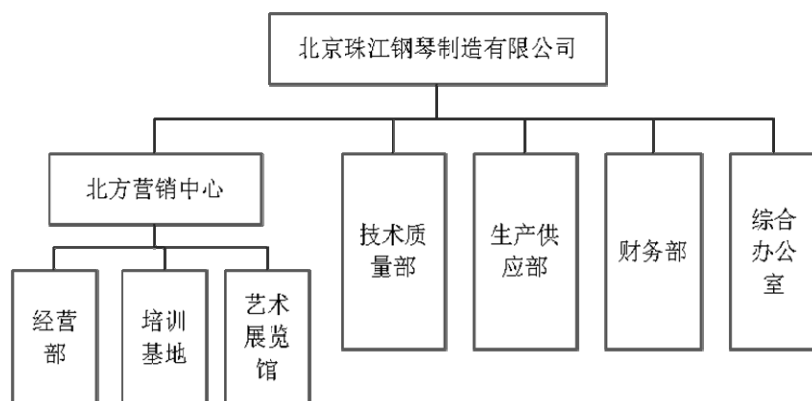 北京珠江钢琴制造有限公司
北方营销中心
技术质
量部
生产供
应部
财务部
综合
办公
室
经营
部
培训
基地
艺术
展览
馆